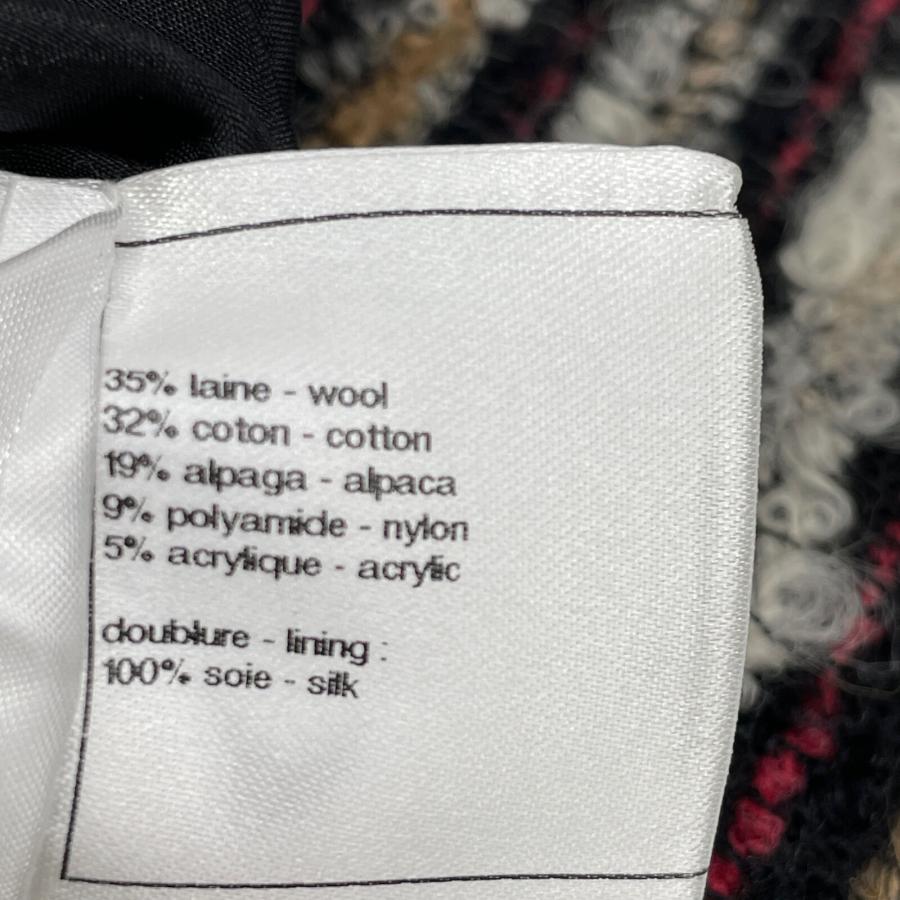 35% laine - wool
32% coton - cotton
19% alpaga - alpaca
9% polyamide - nylon
5% acrylique - acrylic
doublure - lining :
100% soie - silk